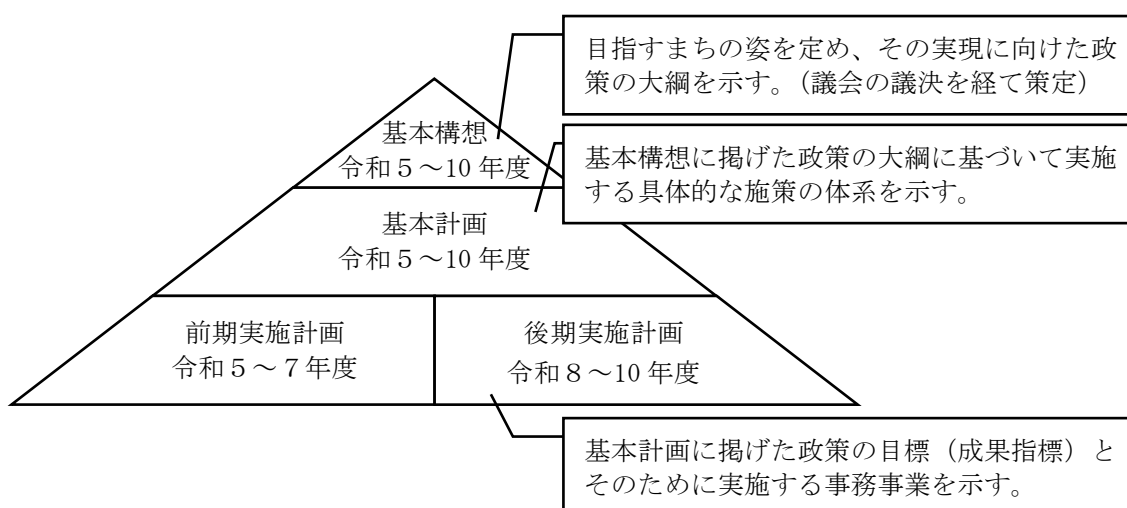 目指すまちの姿を定め、その実現に向けた政
策の大綱を示す。（議会の議決を経て策定）
基本構想
令和５～10 年度
基本構想に掲げた政策の大綱に基づいて実施
する具体的な施策の体系を示す。
基本計画
令和５～10 年度
前期実施計画
令和５～７年度
後期実施計画
令和８～10 年度
基本計画に掲げた政策の目標（成果指標）と
そのために実施する事務事業を示す。